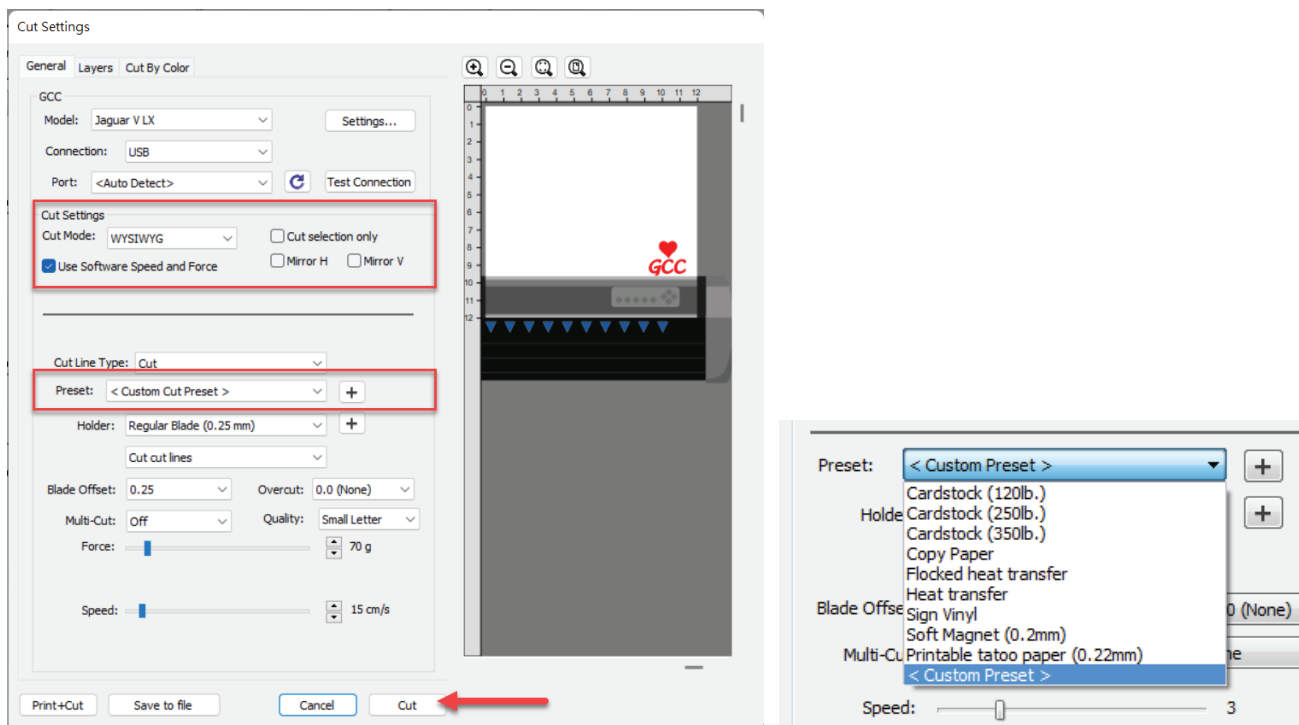 Cut Settings
General Layers Cut By Color
GCC
Model: Jaguar V LX Settings...
Connection: USB
Port: <Auto Detect> Test Connection
Cut Settings
Cut Mode: WYSIWYG Cut selection only
Use Software Speed and Force Mirror H Mirror V
Cut Line Type: Cut
Preset: < Custom Cut Preset > +
Holder: Regular Blade (0.25 mm) +
Cut cut lines
Blade Offset: 0.25 Overcut: 0.0 (None)
Multi-Cut: Off Quality: Small Letter
Force: 70 g
Speed: 15 cm/s
Print+Cut Save to file Cancel Cut
0 1 2 3 4 5 6 7 8 9 10 11 12
0
1
2
3
4
5
6
7
8
9
10
11
12
GCC
Preset: < Custom Preset > +
Cardstock (120lb.)
Holde Cardstock (250lb.) +
Cardstock (350lb.)
Copy Paper
Flocked heat transfer
Heat transfer
Blade Offse Sign Vinyl 0 (None)
Soft Magnet (0.2mm)
Multi-Cu Printable tatoo paper (0.22mm) ne
< Custom Preset >
Speed: 3